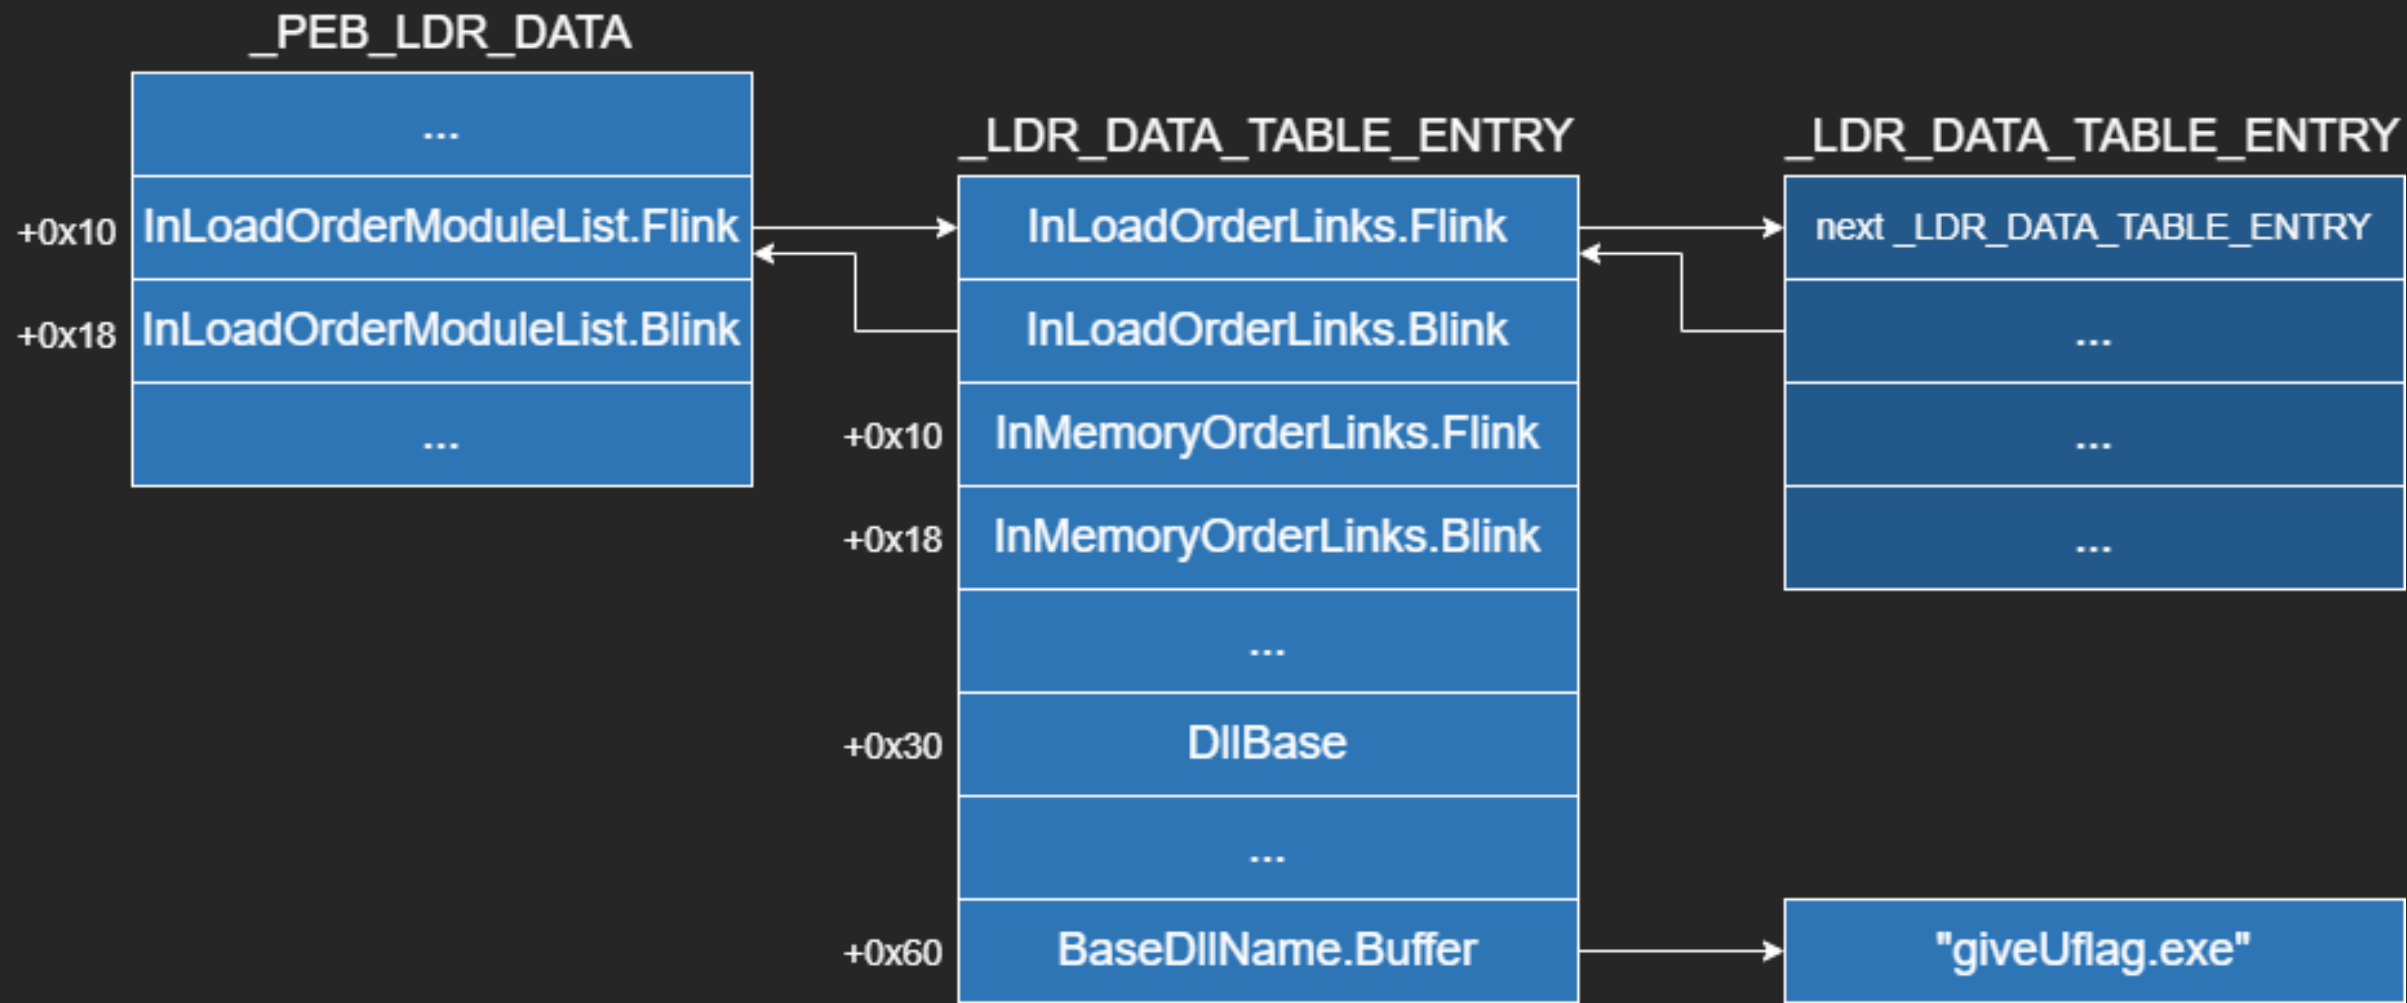 _PEB_LDR_DATA
...
+0x10
InLoadOrderModuleList.Flink
+0x18
InLoadOrderModuleList.Blink
...
_LDR_DATA_TABLE_ENTRY
InLoadOrderLinks.Flink
InLoadOrderLinks.Blink
+0x10
InMemoryOrderLinks.Flink
+0x18
InMemoryOrderLinks.Blink
...
+0x30
DllBase
...
+0x60
BaseDllName.Buffer
_LDR_DATA_TABLE_ENTRY
next _LDR_DATA_TABLE_ENTRY
...
...
...
"giveUflag.exe"